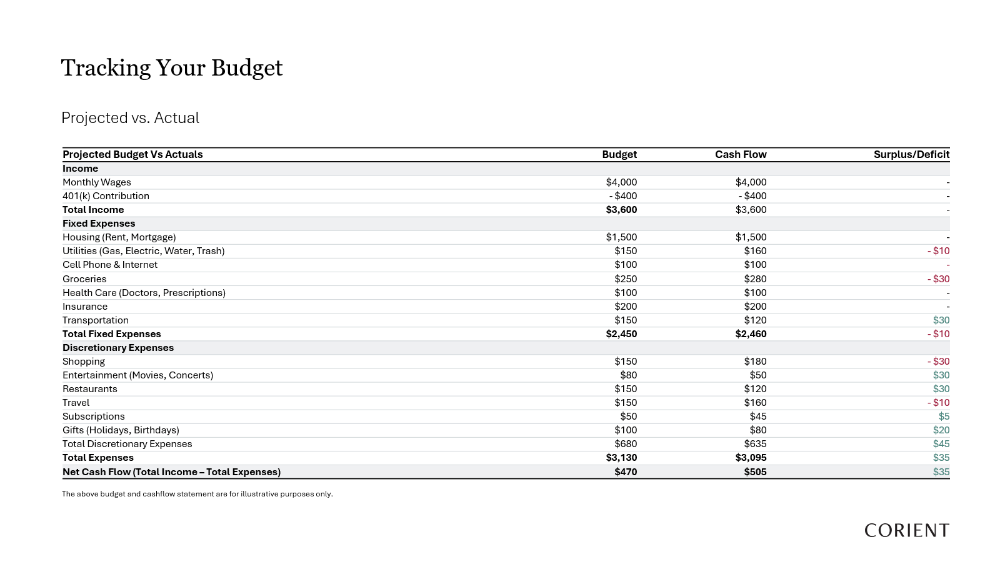 Tracking Your Budget
Projected vs. Actual
Projected Budget Vs Actuals Budget Cash Flow Surplus/Deficit
Income
Monthly Wages $4,000 $4,000 -
401(k) Contribution - $400 - $400 -
Total Income $3,600 $3,600 -
Fixed Expenses
Housing (Rent, Mortgage) $1,500 $1,500 -
Utilities (Gas, Electric, Water, Trash) $150 $160 - $10
Cell Phone & Internet $100 $100 -
Groceries $250 $280 - $30
Health Care (Doctors, Prescriptions) $100 $100 -
Insurance $200 $200 -
Transportation $150 $120 $30
Total Fixed Expenses $2,450 $2,460 - $10
Discretionary Expenses
Shopping $150 $180 - $30
Entertainment (Movies, Concerts) $80 $50 $30
Restaurants $150 $120 $30
Travel $150 $160 - $10
Subscriptions $50 $45 $5
Gifts (Holidays, Birthdays) $100 $80 $20
Total Discretionary Expenses $680 $635 $45
Total Expenses $3,130 $3,095 $35
Net Cash Flow (Total Income – Total Expenses) $470 $505 $35
The above budget and cashflow statement are for illustrative purposes only.
CORIENT